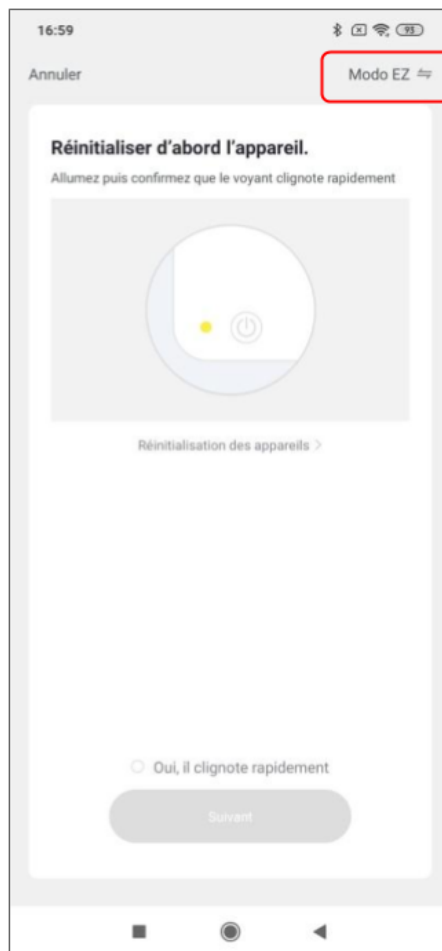 16:59
93
Annuler
Modo EZ
Réinitialiser d'abord l'appareil.
Allumez puis confirmez que le voyant clignote rapidement
Réinitialisation des appareils >
Oui, il clignote rapidement
Suivant